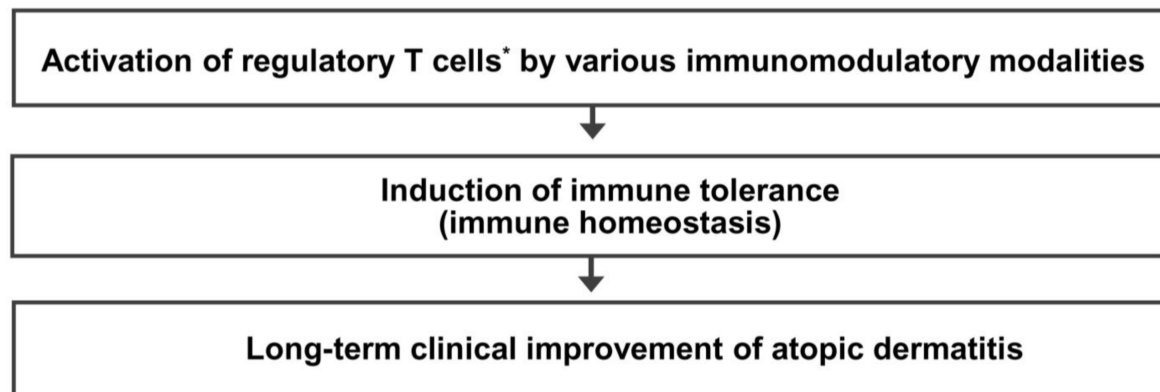 Activation of regulatory T cells* by various immunomodulatory modalities
Induction of immune tolerance
(immune homeostasis)
Long-term clinical improvement of atopic dermatitis